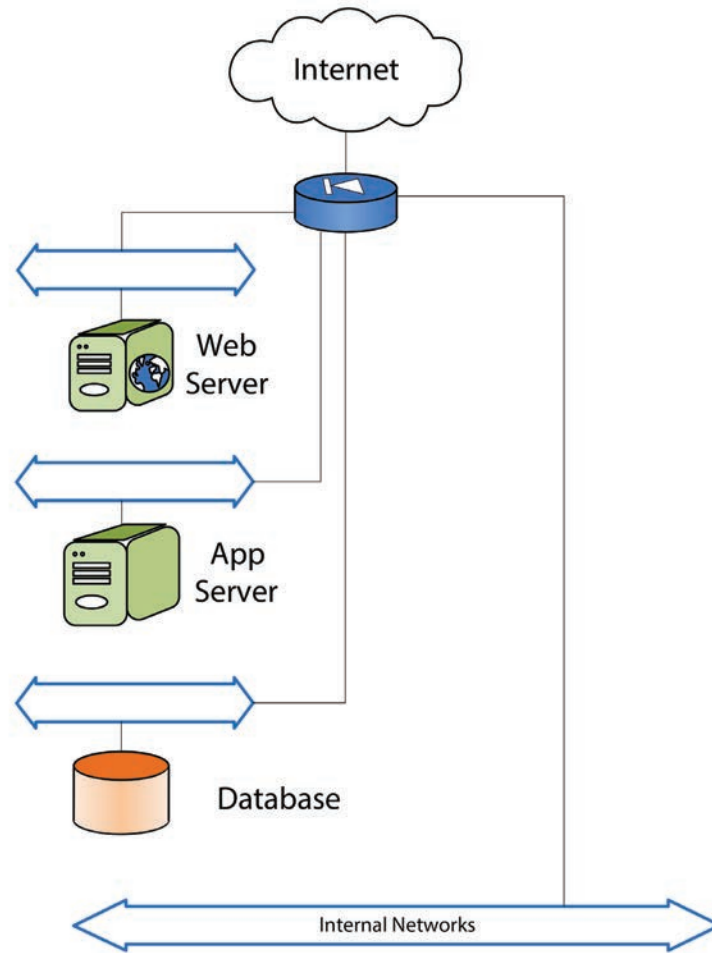 Internet
Web
Server
App
Server
Database
Internal Networks